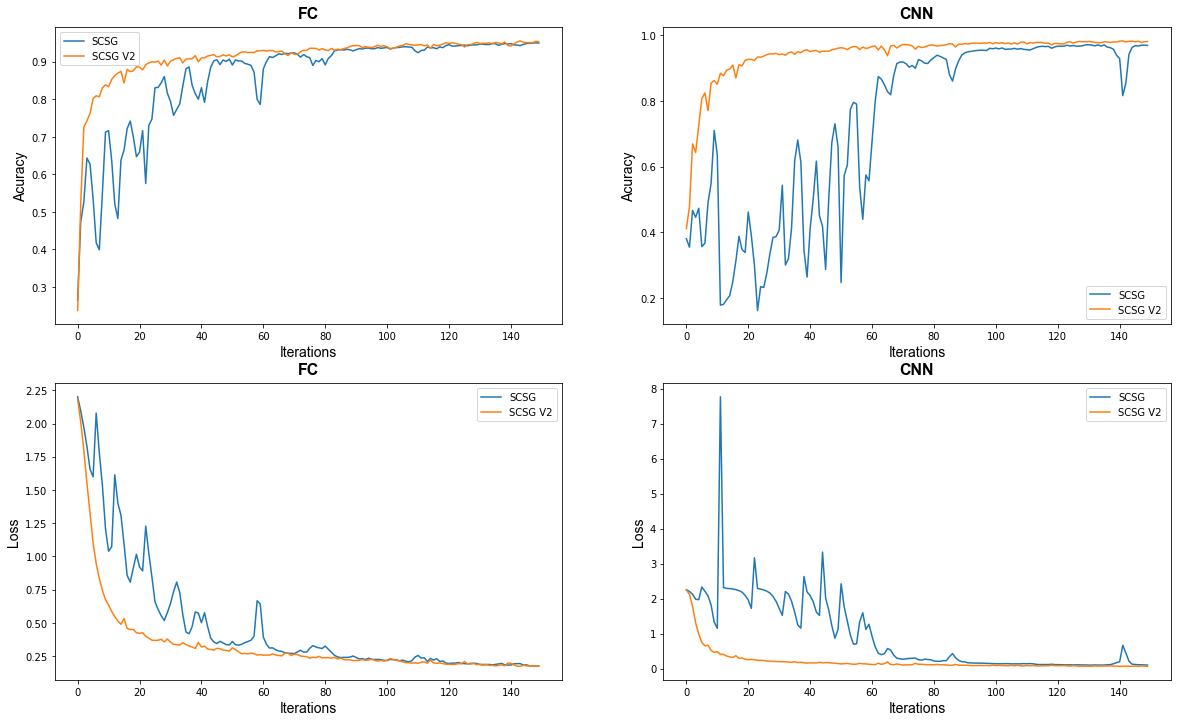 FC
SCSG
SCSG V2
0.9
0.8
0.7
0.6
0.5
0.4
0.3
Acuracy
0 20 40 60 80 100 120 140
Iterations
CNN
1.0
0.8
0.6
0.4
0.2
Acuracy
SCSG
SCSG V2
0 20 40 60 80 100 120 140
Iterations
FC
2.25
2.00
1.75
1.50
1.25
1.00
0.75
0.50
0.25
Loss
SCSG
SCSG V2
0 20 40 60 80 100 120 140
Iterations
CNN
8
7
6
5
4
3
2
1
0
Loss
SCSG
SCSG V2
0 20 40 60 80 100 120 140
Iterations